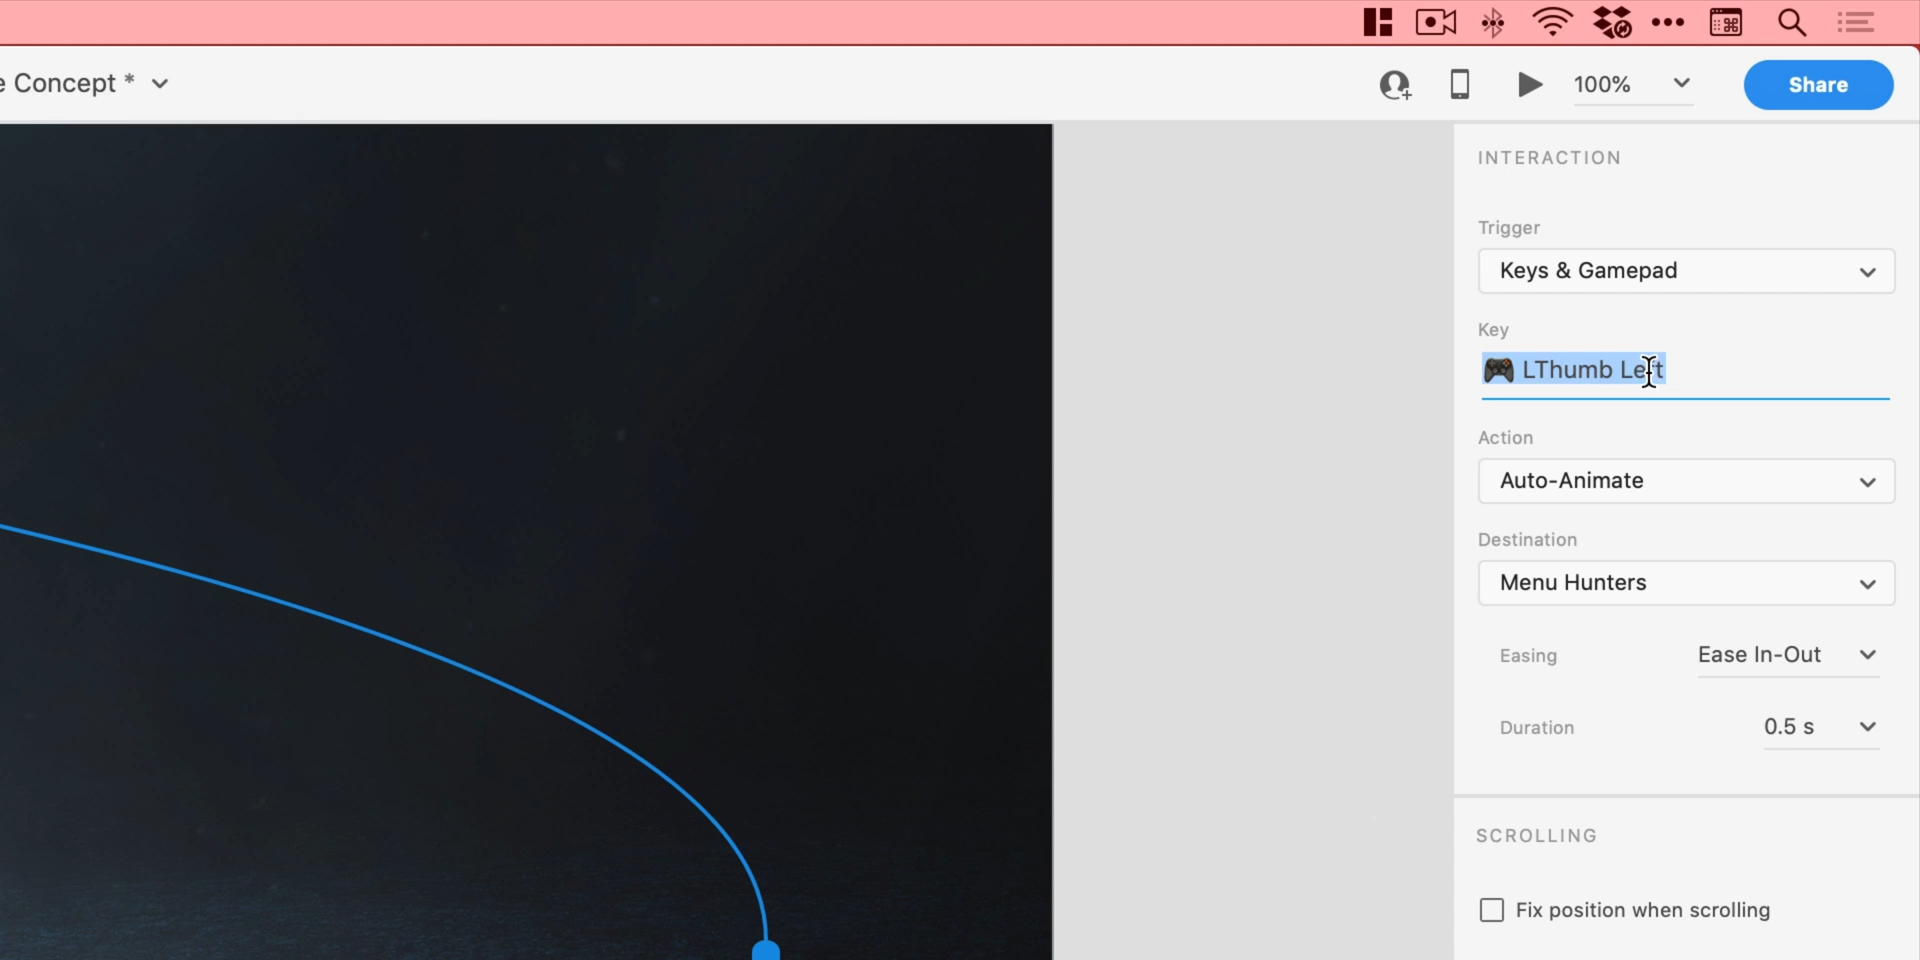 e Concept *
100%
Share
INTERACTION
Trigger
Keys & Gamepad
Key
🎮 LThumb Left
Action
Auto-Animate
Destination
Menu Hunters
Easing
Ease In-Out
Duration
0.5 s
SCROLLING
Fix position when scrolling